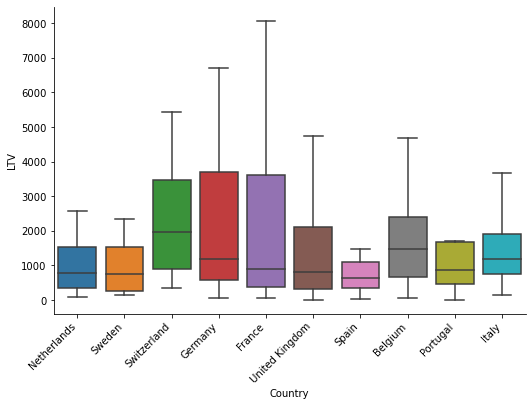 8000
7000
6000
5000
4000
3000
2000
1000
0
LTV
Netherlands
Sweden
Switzerland
Germany
France
United Kingdom
Spain
Belgium
Portugal
Italy
Country